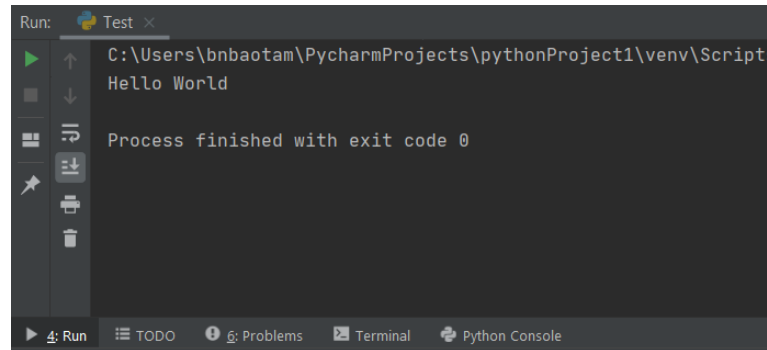 Run: Test
C:\Users\bnbaotam\PycharmProjects\pythonProject1\venv\Script
Hello World
Process finished with exit code 0
4: Run TODO 6: Problems Terminal Python Console